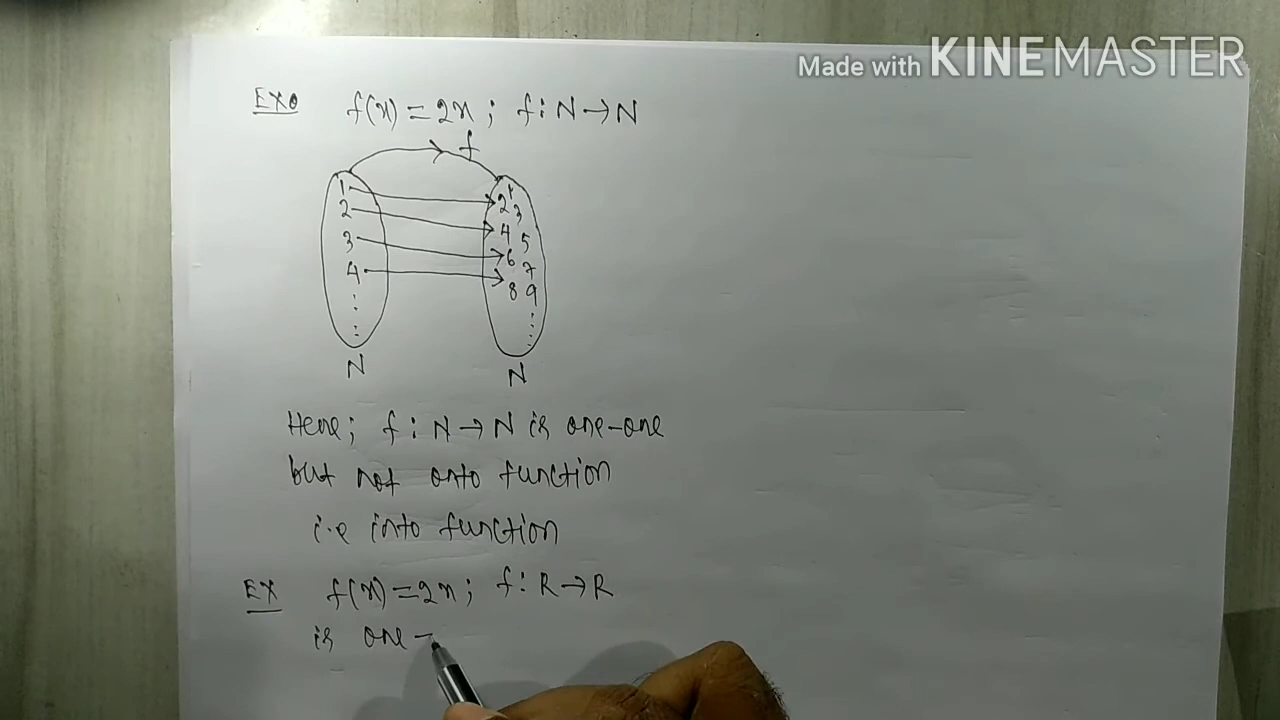 Made with KINEMASTER
Ex. f(x) = 2x ; f : N → N
f
1
2
3
4
N
2 1
3
4 5
6 7
8 9
N
Here; f : N → N is one-one
but not onto function
i.e into function
Ex f(x) = 2x ; f : R → R
is one -